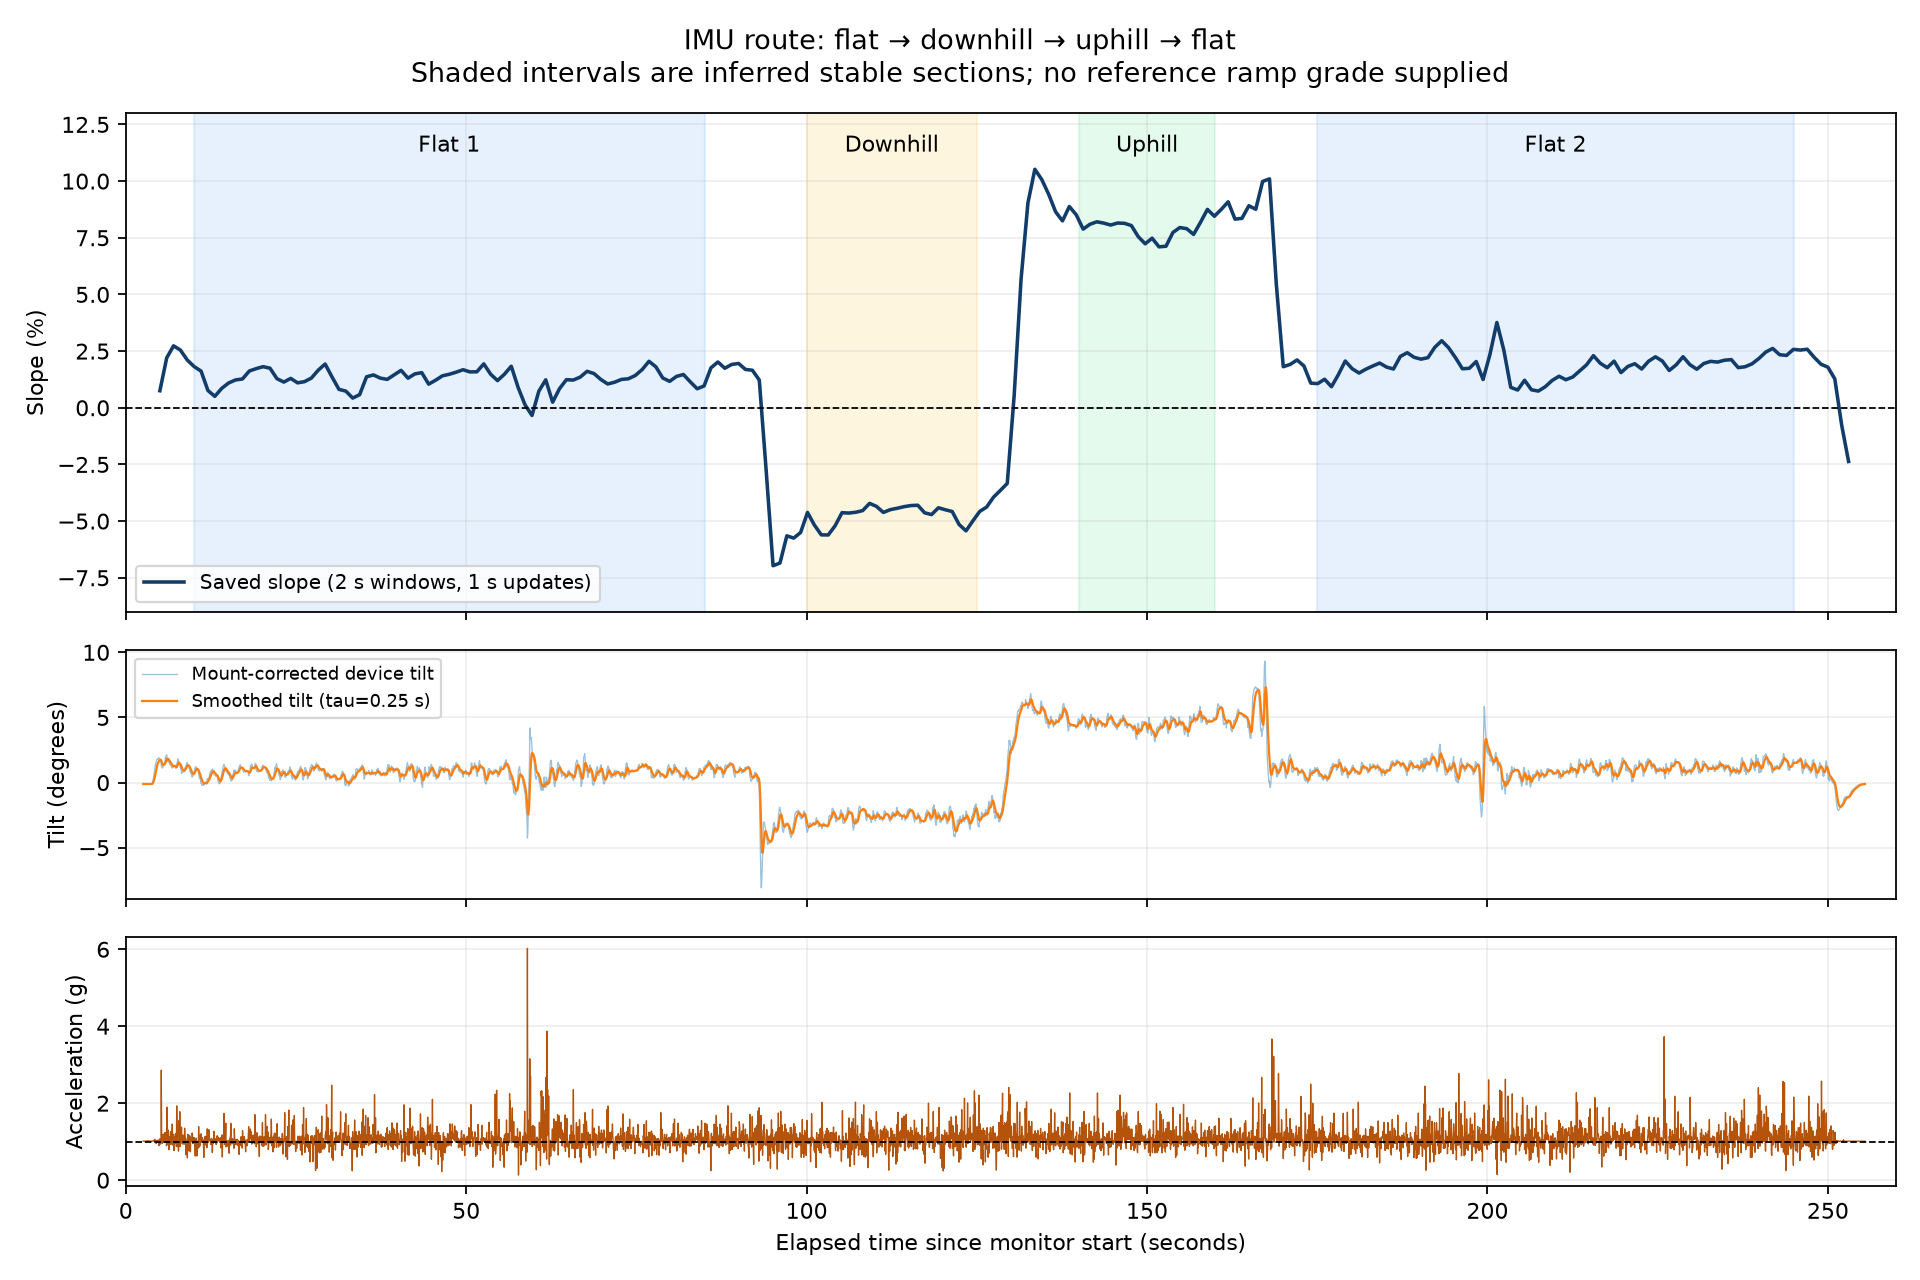 IMU route: flat → downhill → uphill → flat
Shaded intervals are inferred stable sections; no reference ramp grade supplied
12.5
10.0
7.5
5.0
2.5
0.0
−2.5
−5.0
−7.5
Slope (%)
Flat 1
Downhill
Uphill
Flat 2
Saved slope (2 s windows, 1 s updates)
10
5
0
−5
Tilt (degrees)
Mount-corrected device tilt
Smoothed tilt (tau=0.25 s)
6
4
2
0
Acceleration (g)
0
50
100
150
200
250
Elapsed time since monitor start (seconds)